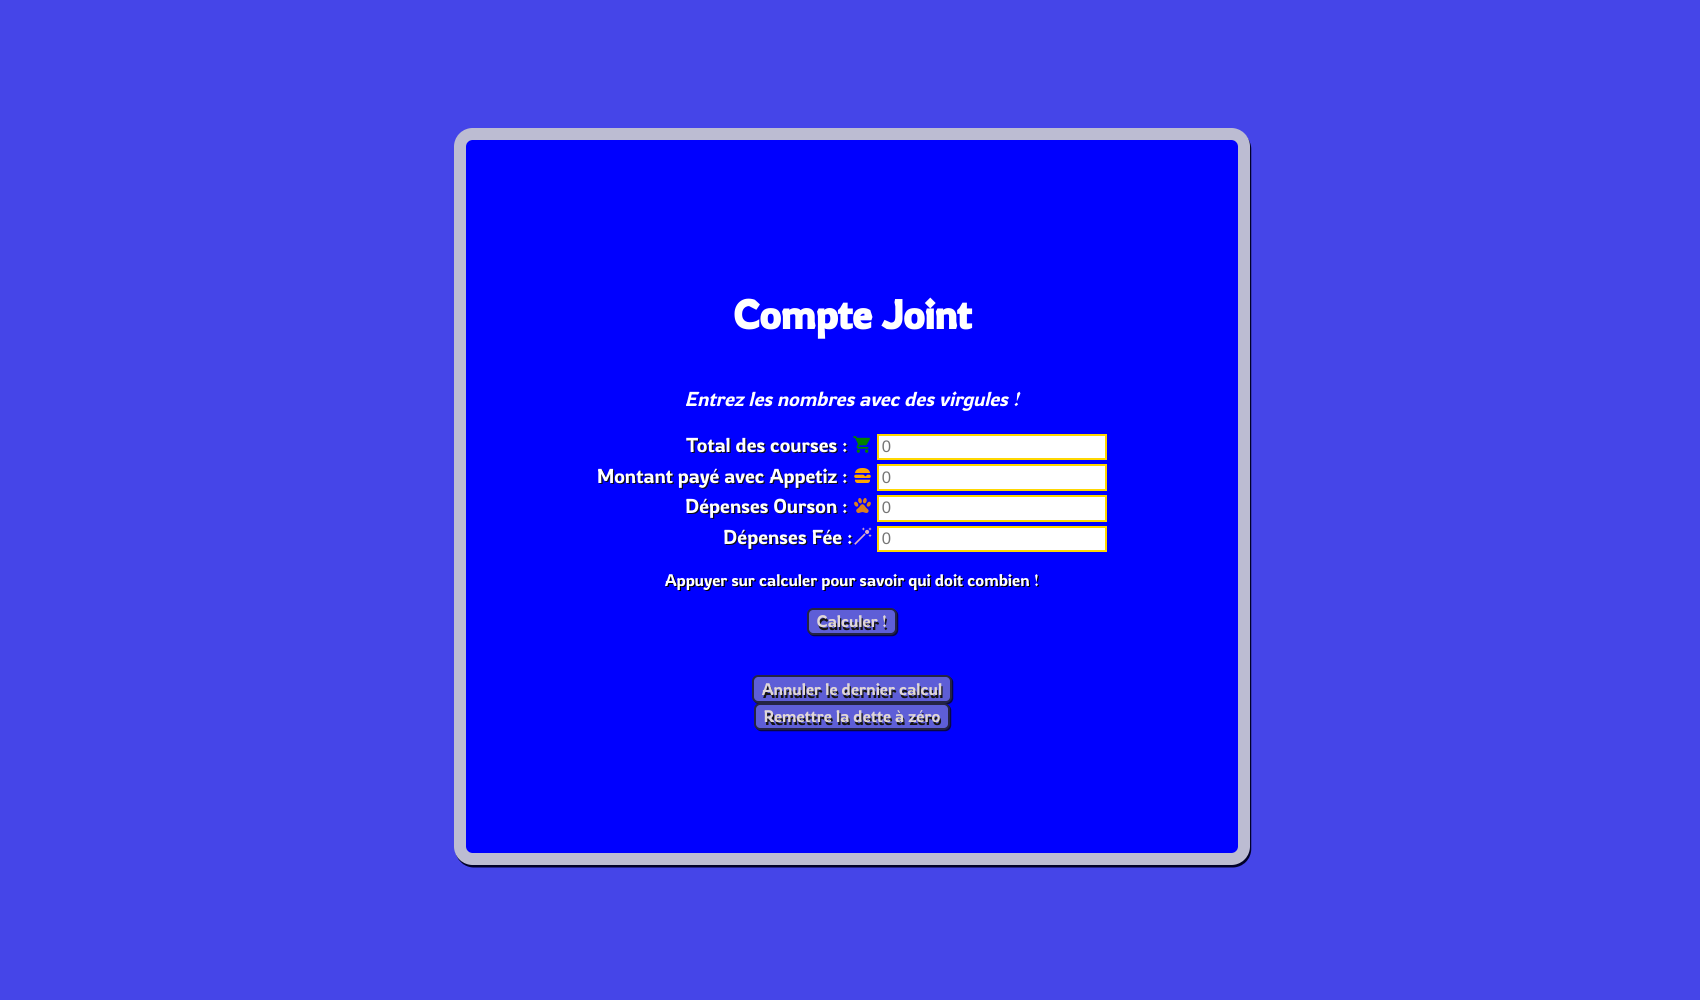 Compte Joint
Entrez les nombres avec des virgules !
Total des courses : 0
Montant payé avec Appetiz : 0
Dépenses Ourson : 0
Dépenses Fée : 0
Appuyer sur calculer pour savoir qui doit combien !
Calculer !
Annuler le dernier calcul
Remettre la dette à zéro